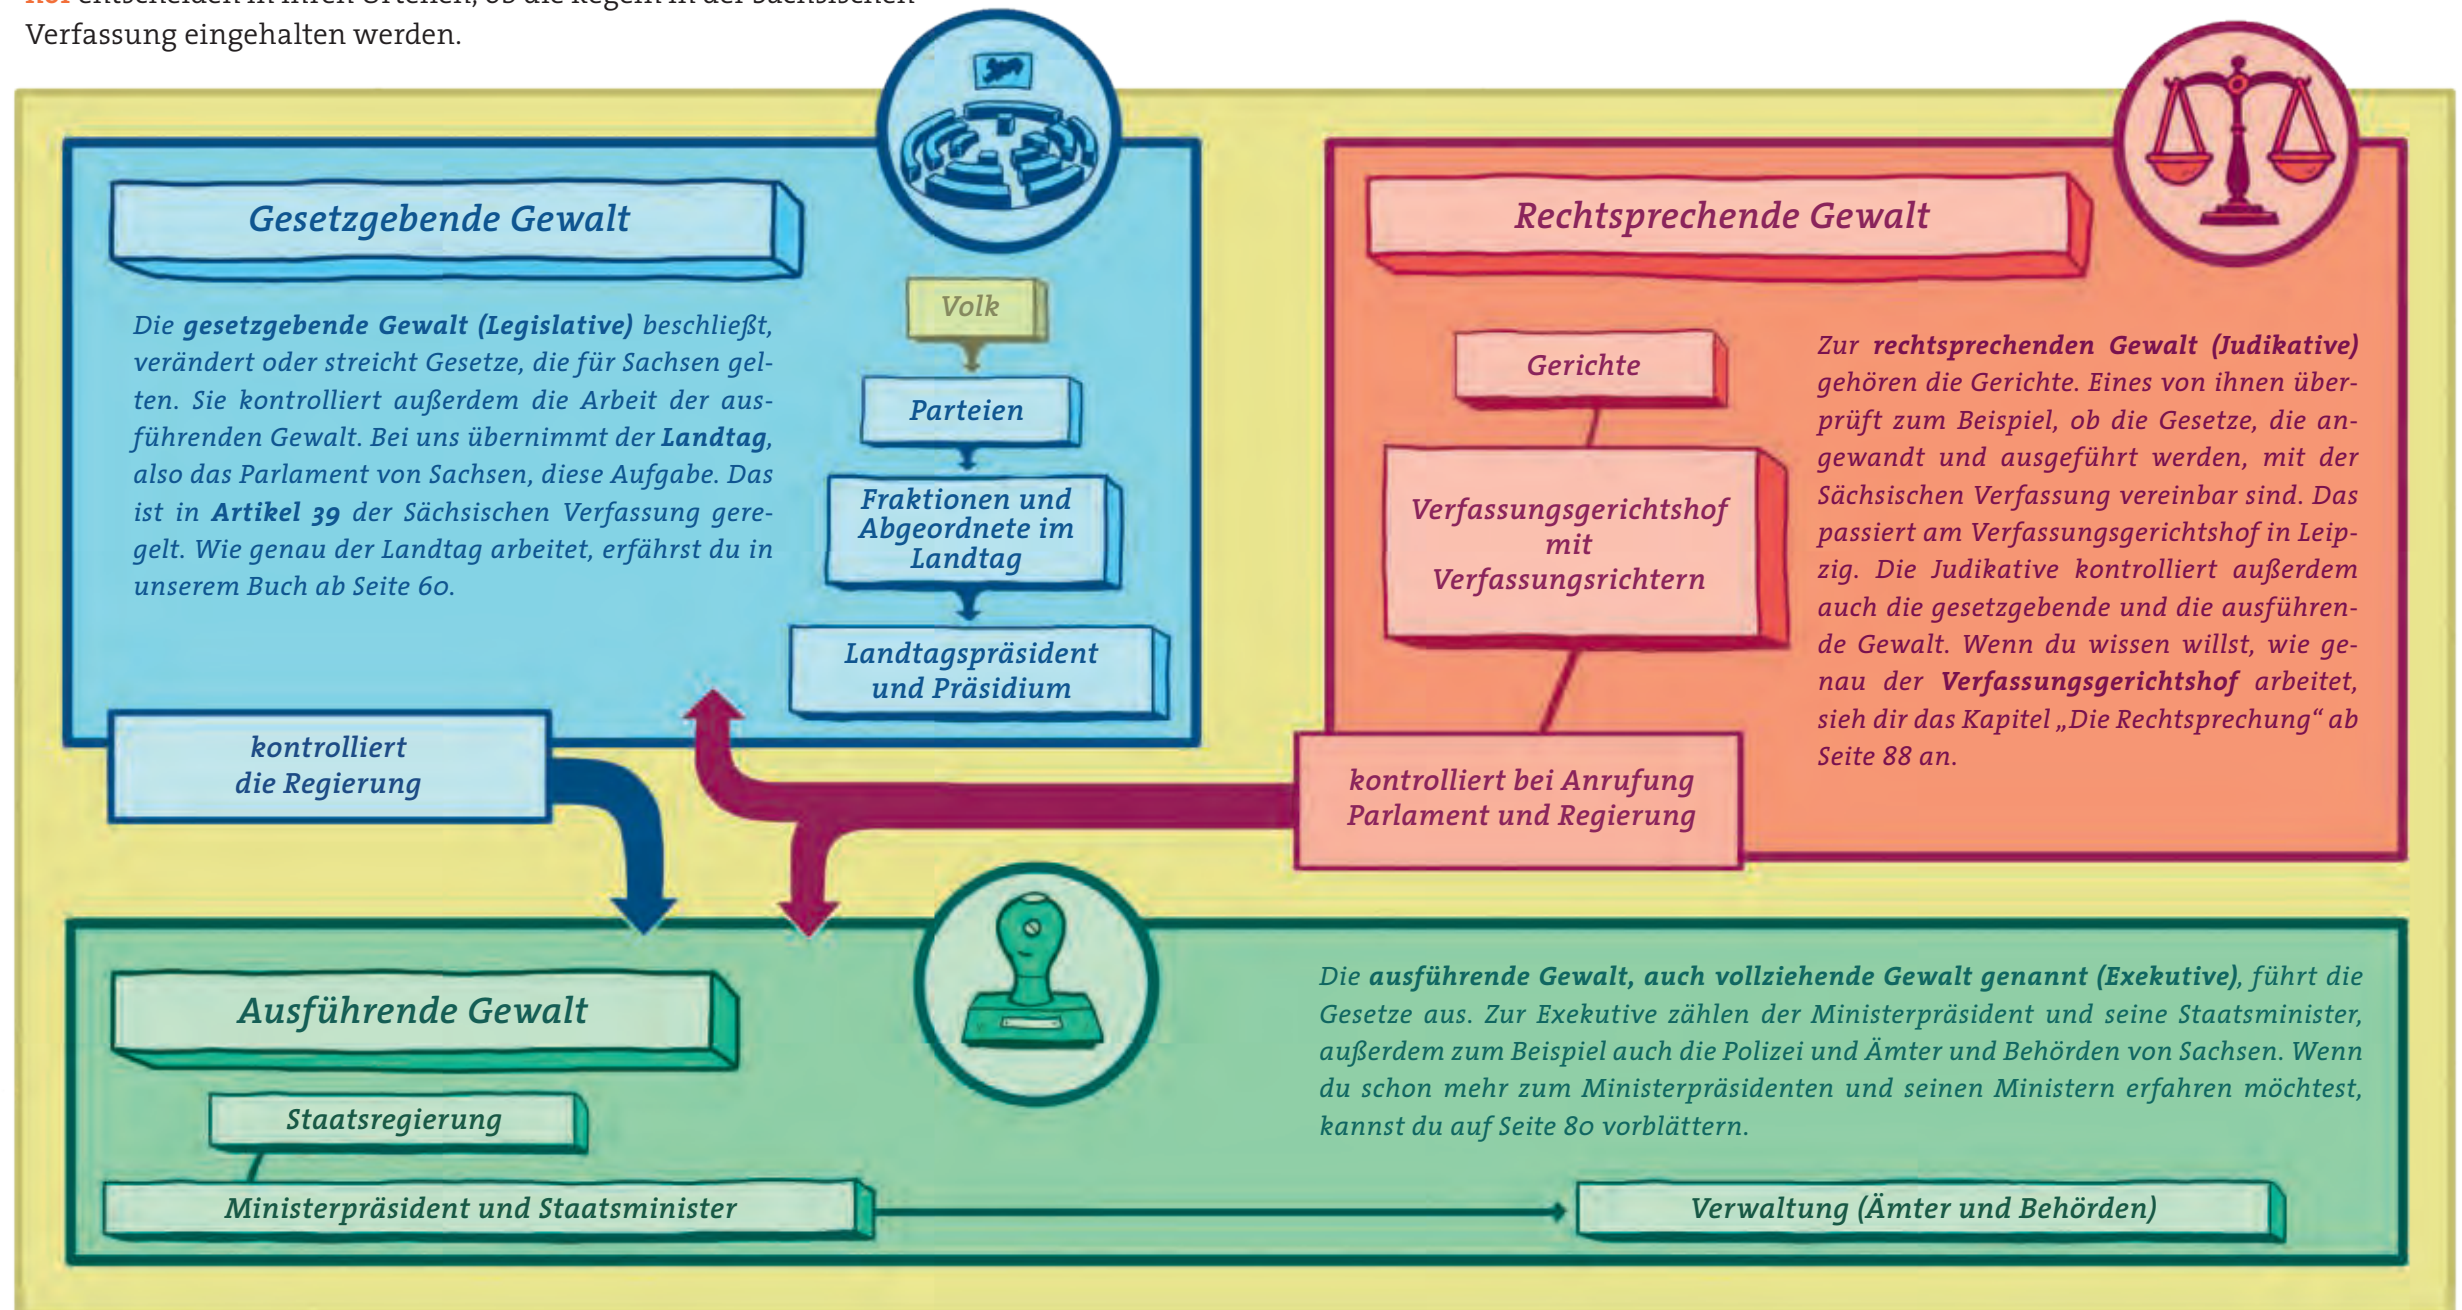 entscheiden in ihren Urteilen, ob die Regeln in der Sächsischen
Verfassung eingehalten werden.
Gesetzgebende Gewalt
Die gesetzgebende Gewalt (Legislative) beschließt,
verändert oder streicht Gesetze, die für Sachsen gel-
ten. Sie kontrolliert außerdem die Arbeit der aus-
führenden Gewalt. Bei uns übernimmt der Landtag,
also das Parlament von Sachsen, diese Aufgabe. Das
ist in Artikel 39 der Sächsischen Verfassung gere-
gelt. Wie genau der Landtag arbeitet, erfährst du in
unserem Buch ab Seite 60.
Volk
Parteien
Fraktionen und
Abgeordnete im
Landtag
Landtagspräsident
und Präsidium
kontrolliert
die Regierung
Rechtsprechende Gewalt
Gerichte
Verfassungsgerichtshof
mit
Verfassungsrichtern
kontrolliert bei Anrufung
Parlament und Regierung
Zur rechtsprechenden Gewalt (Judikative)
gehören die Gerichte. Eines von ihnen über-
prüft zum Beispiel, ob die Gesetze, die an-
gewandt und ausgeführt werden, mit der
Sächsischen Verfassung vereinbar sind. Das
passiert am Verfassungsgerichtshof in Leip-
zig. Die Judikative kontrolliert außerdem
auch die gesetzgebende und die ausführen-
de Gewalt. Wenn du wissen willst, wie ge-
nau der Verfassungsgerichtshof arbeitet,
sieh dir das Kapitel „Die Rechtsprechung“ ab
Seite 88 an.
Ausführende Gewalt
Staatsregierung
Ministerpräsident und Staatsminister
Die ausführende Gewalt, auch vollziehende Gewalt genannt (Exekutive), führt die
Gesetze aus. Zur Exekutive zählen der Ministerpräsident und seine Staatsminister,
außerdem zum Beispiel auch die Polizei und Ämter und Behörden von Sachsen. Wenn
du schon mehr zum Ministerpräsidenten und seinen Ministern erfahren möchtest,
kannst du auf Seite 80 vorblättern.
Verwaltung (Ämter und Behörden)